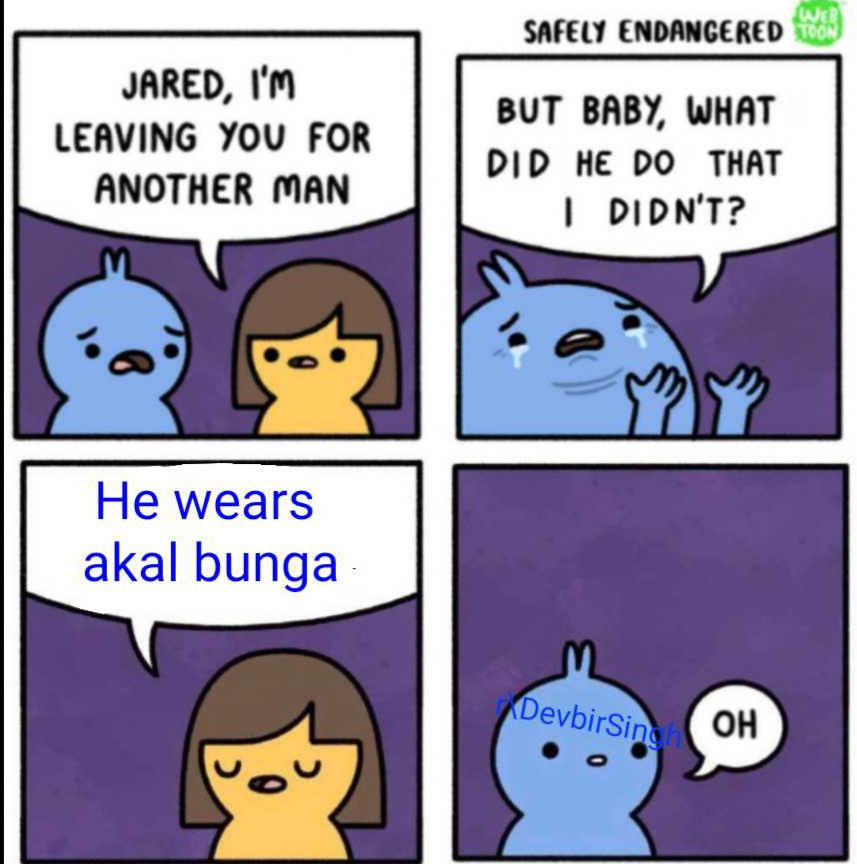 SAFELY ENDANGERED
WEB
TOON
JARED, I'M
LEAVING YOU FOR
ANOTHER MAN
BUT BABY, WHAT
DID HE DO THAT
I DIDN'T?
He wears
akal bunga
r\DevbirSingh
OH